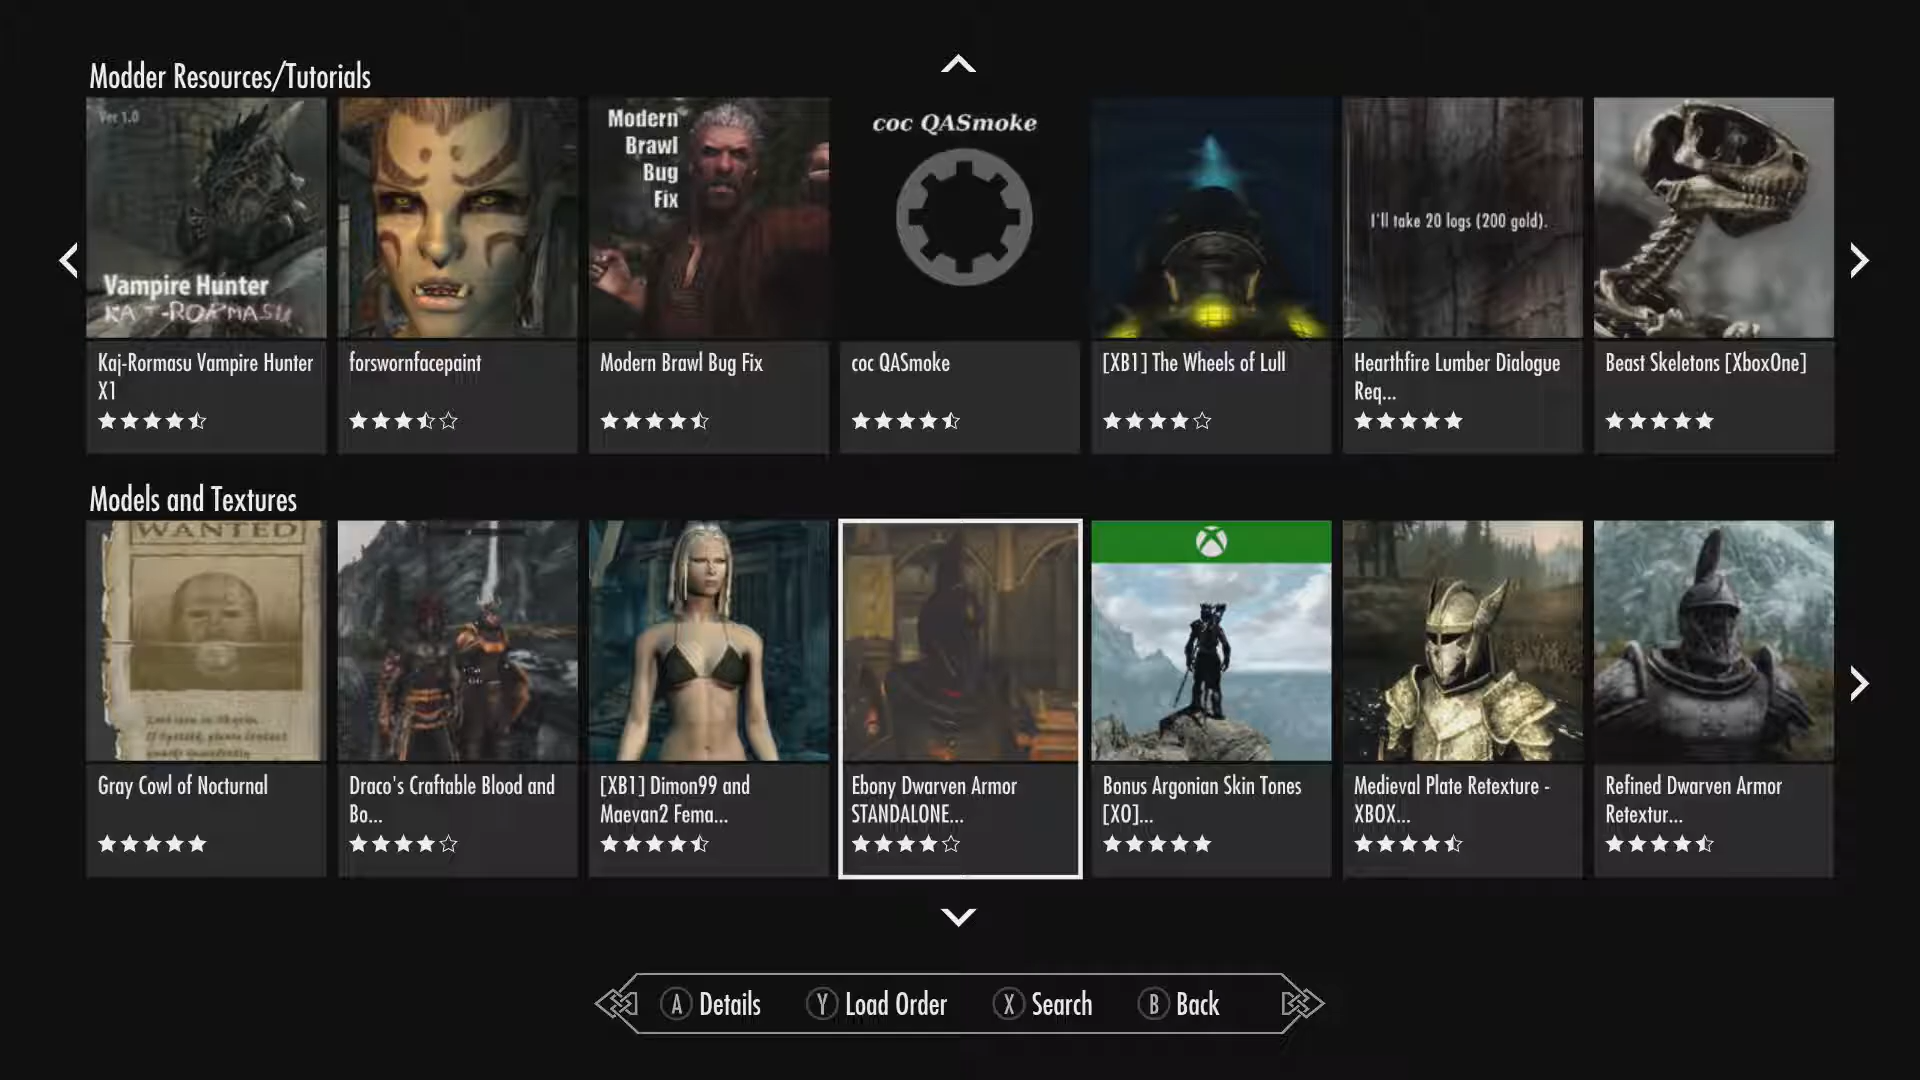 Modder Resources/Tutorials
Ver 1.0
Vampire Hunter
KAJ-RORMASU
Modern
Brawl
Bug
Fix
coc QASmoke
I'll take 20 logs (200 gold).
Kaj-Rormasu Vampire Hunter
X1
forswornfacepaint
Modern Brawl Bug Fix
coc QASmoke
[XB1] The Wheels of Lull
Hearthfire Lumber Dialogue
Req...
Beast Skeletons [XboxOne]
Models and Textures
WANTED
Gray Cowl of Nocturnal
Draco's Craftable Blood and
Bo...
[XB1] Dimon99 and
Maevan2 Fema...
Ebony Dwarven Armor
STANDALONE...
Bonus Argonian Skin Tones
[XO]...
Medieval Plate Retexture -
XBOX...
Refined Dwarven Armor
Retextur...
A Details Y Load Order X Search B Back